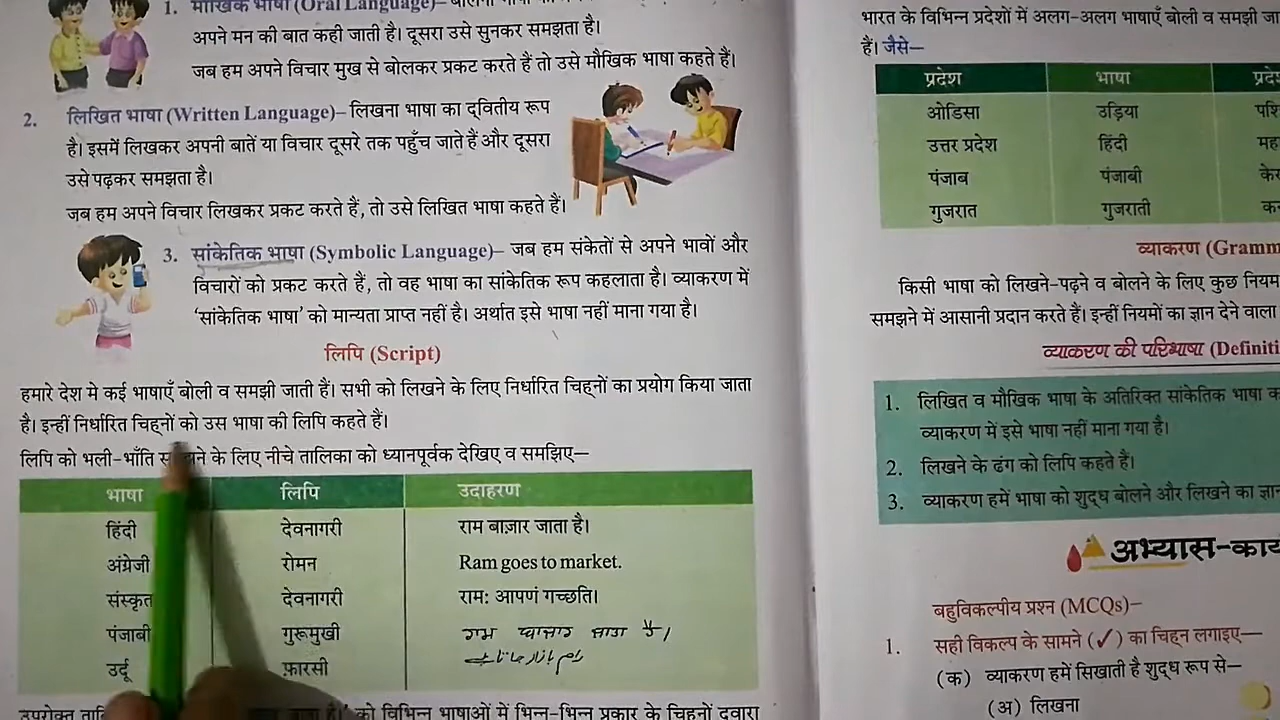 1. मौखिक भाषा (Oral Language)–
अपने मन की बात कही जाती है। दूसरा उसे सुनकर समझता है।
जब हम अपने विचार मुख से बोलकर प्रकट करते हैं तो उसे मौखिक भाषा कहते हैं।
2. लिखित भाषा (Written Language)– लिखना भाषा का द्वितीय रूप
है। इसमें लिखकर अपनी बातें या विचार दूसरे तक पहुँच जाते हैं और दूसरा
उसे पढ़कर समझता है।
जब हम अपने विचार लिखकर प्रकट करते हैं, तो उसे लिखित भाषा कहते हैं।
3. सांकेतिक भाषा (Symbolic Language)– जब हम संकेतों से अपने भावों और
विचारों को प्रकट करते हैं, तो वह भाषा का सांकेतिक रूप कहलाता है। व्याकरण में
‘सांकेतिक भाषा’ को मान्यता प्राप्त नहीं है। अर्थात इसे भाषा नहीं माना गया है।
लिपि (Script)
हमारे देश मे कई भाषाएँ बोली व समझी जाती हैं। सभी को लिखने के लिए निर्धारित चिह्नों का प्रयोग किया जाता
है। इन्हीं निर्धारित चिह्नों को उस भाषा की लिपि कहते हैं।
लिपि को भली-भाँति के लिए नीचे तालिका को ध्यानपूर्वक देखिए व समझिए—
भाषा लिपि उदाहरण
हिंदी देवनागरी राम बाज़ार जाता है।
अंग्रेजी रोमन Ram goes to market.
संस्कृत देवनागरी राम: आपणं गच्छति।
पंजाबी गुरूमुखी
उर्दू फ़ारसी
को विभिन्न भाषाओं में भिन्न-भिन्न प्रकार के चिह्नों द्वारा
भारत के विभिन्न प्रदेशों में अलग-अलग भाषाएँ बोली व समझी
हैं। जैसे—
प्रदेश भाषा
ओडिसा उड़िया
उत्तर प्रदेश हिंदी
पंजाब पंजाबी
गुजरात गुजराती
व्याकरण (Gramm
किसी भाषा को लिखने-पढ़ने व बोलने के लिए कुछ नियम
समझने में आसानी प्रदान करते हैं। इन्हीं नियमों का ज्ञान देने वाला
व्याकरण की परिभाषा (Definiti
1. लिखित व मौखिक भाषा के अतिरिक्त सांकेतिक भाषा
व्याकरण में इसे भाषा नहीं माना गया है।
2. लिखने के ढंग को लिपि कहते हैं।
3. व्याकरण हमें भाषा को शुद्ध बोलने और लिखने का ज्ञान
अभ्यास-कार्य
बहुविकल्पीय प्रश्न (MCQs)–
1. सही विकल्प के सामने (✓) का चिह्न लगाइए—
(क) व्याकरण हमें सिखाती है शुद्ध रूप से—
(अ) लिखना